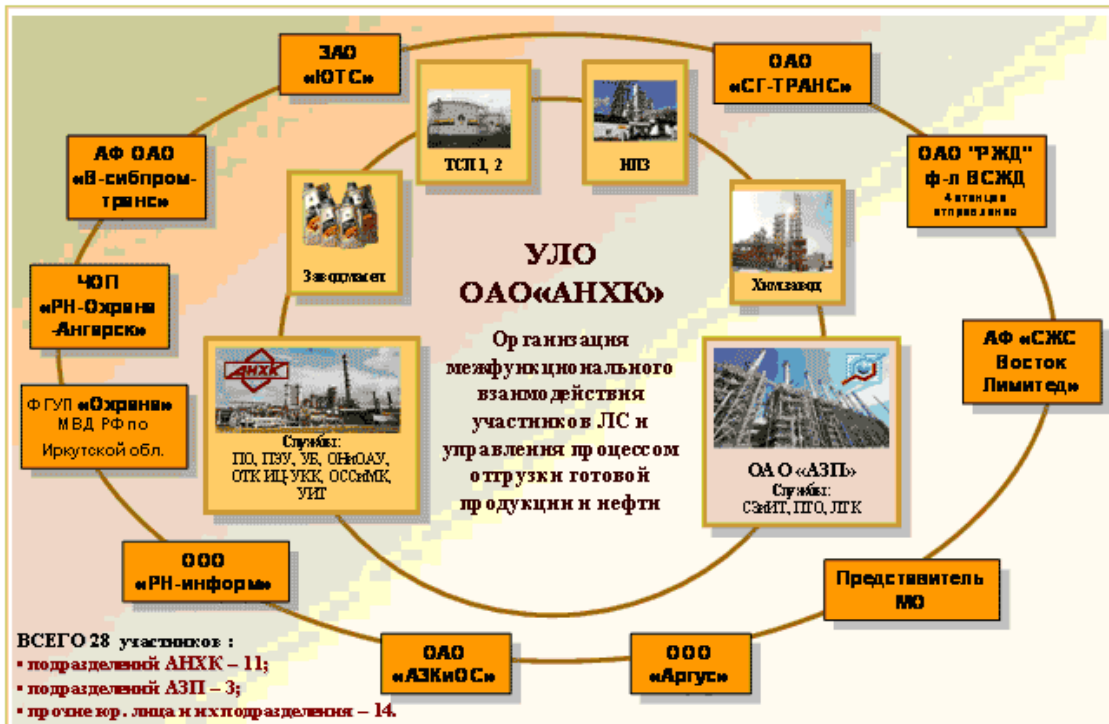 ЗАО
«ЮТС»
ОАО
«СГ-ТРАНС»
АФ ОАО
«В-сибпром-
транс»
ТСП 1, 2
НПЗ
ОАО "РЖД"
ф-л ВСЖД
4 станции
отправления
Завод масел
Химзавод
УЛО
ОАО«АНХК»
Организация
межфункционального
взаимодействия
участников ЛС и
управления процессом
отгрузки готовой
продукции и нефти
ЧОП
«РН-Охрана
-Ангарск»
АФ «СЖС
Восток
Лимитед»
ФГУП «Охрана»
МВД РФ по
Иркутской обл.
АНХК
Службы:
ПО, ПЭУ, УБ, ОНиОАУ,
ОТК ИЦ-УКК, ОССиМК,
УИТ
ОАО «АЗП»
Службы:
СЗиИТ, ПТО, ЛТК
ООО
«РН-информ»
Представитель
МО
ОАО
«АЗКиОС»
ООО
«Аргус»
ВСЕГО 28 участников :
▪ подразделений АНХК – 11;
▪ подразделений АЗП – 3;
▪ прочие юр. лица и их подразделения – 14.